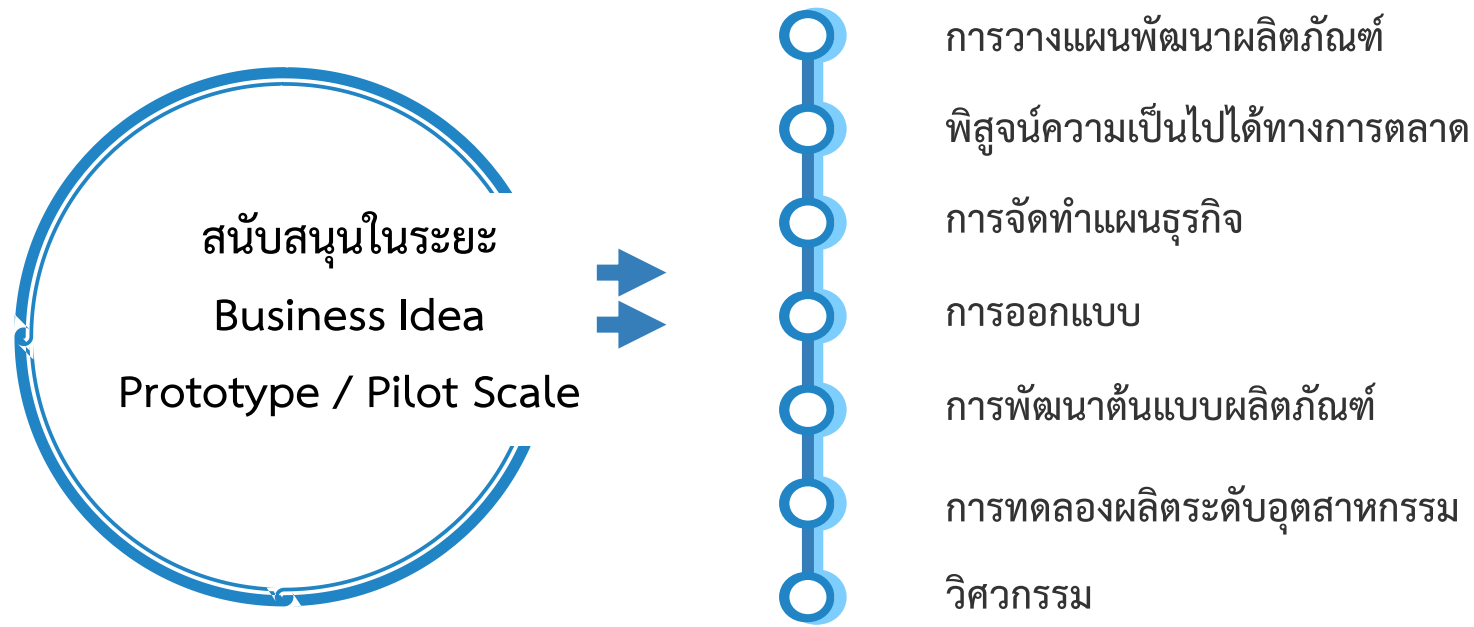 สนับสนุนในระยะ
Business Idea
Prototype / Pilot Scale
การวางแผนพัฒนาผลิตภัณฑ์
พิสูจน์ความเป็นไปได้ทางการตลาด
การจัดทำแผนธุรกิจ
การออกแบบ
การพัฒนาต้นแบบผลิตภัณฑ์
การทดลองผลิตระดับอุตสาหกรรม
วิศวกรรม